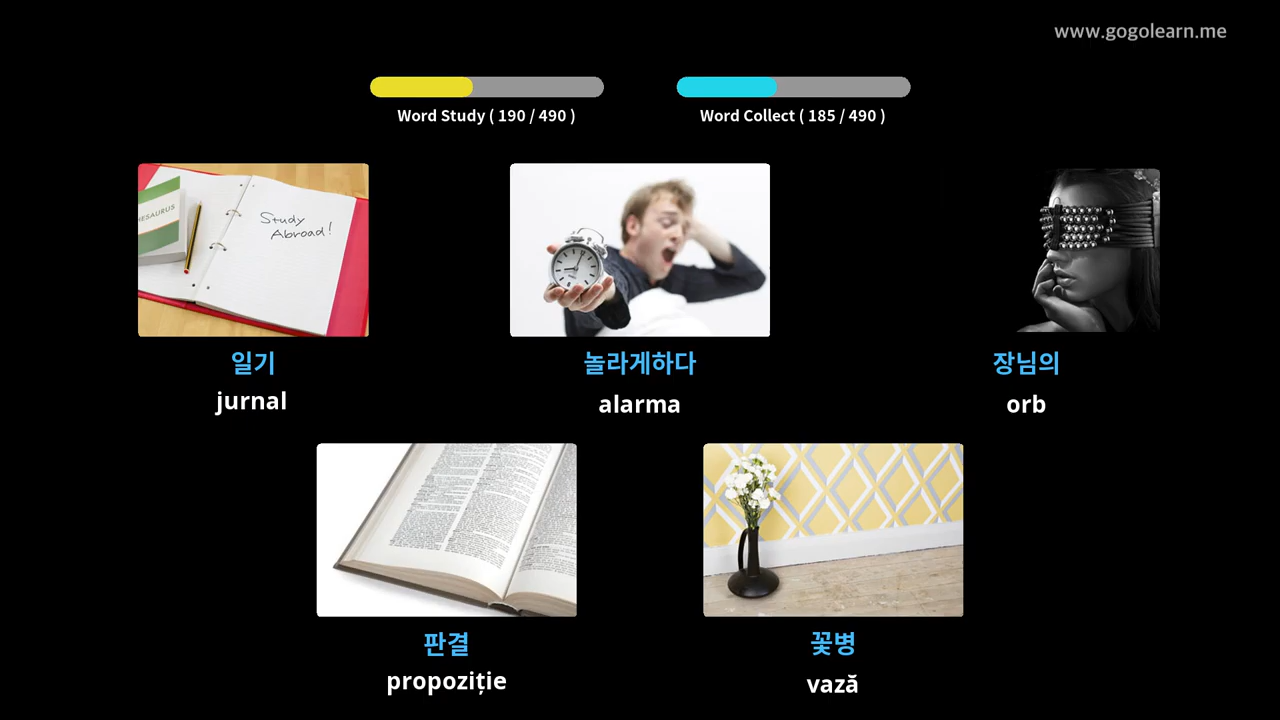 www.gogolearn.me
Word Study ( 190 / 490 )
Word Collect ( 185 / 490 )
HESAURUS
Study
Abroad!
일기
놀라게하다
장님의
jurnal
alarma
orb
판결
꽃병
propoziție
vază